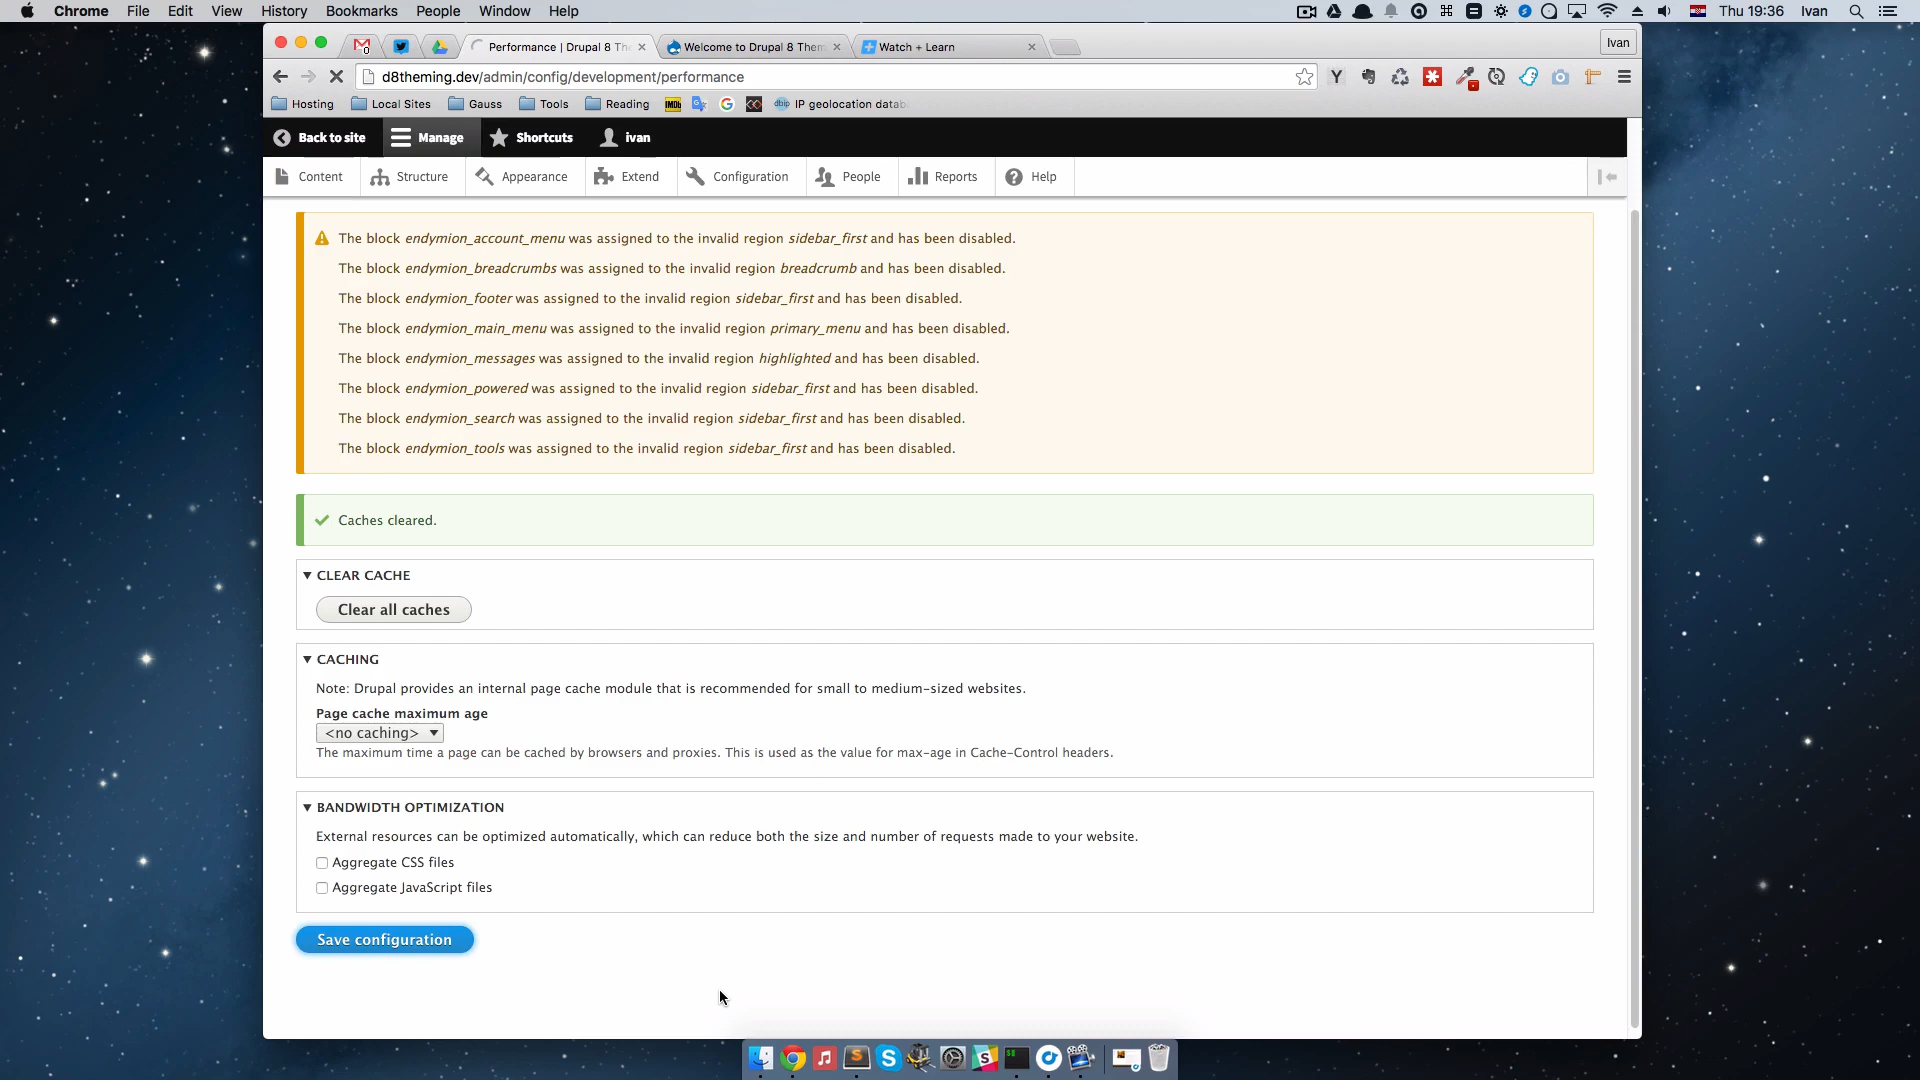 Chrome File Edit View History Bookmarks People Window Help Thu 19:36 Ivan
Performance | Drupal 8 The Welcome to Drupal 8 Them Watch + Learn Ivan
d8theming.dev/admin/config/development/performance
Hosting Local Sites Gauss Tools Reading IMDb dbip IP geolocation datab
Back to site Manage Shortcuts ivan
Content Structure Appearance Extend Configuration People Reports Help
The block endymion_account_menu was assigned to the invalid region sidebar_first and has been disabled.
The block endymion_breadcrumbs was assigned to the invalid region breadcrumb and has been disabled.
The block endymion_footer was assigned to the invalid region sidebar_first and has been disabled.
The block endymion_main_menu was assigned to the invalid region primary_menu and has been disabled.
The block endymion_messages was assigned to the invalid region highlighted and has been disabled.
The block endymion_powered was assigned to the invalid region sidebar_first and has been disabled.
The block endymion_search was assigned to the invalid region sidebar_first and has been disabled.
The block endymion_tools was assigned to the invalid region sidebar_first and has been disabled.
Caches cleared.
CLEAR CACHE
Clear all caches
CACHING
Note: Drupal provides an internal page cache module that is recommended for small to medium-sized websites.
Page cache maximum age
<no caching>
The maximum time a page can be cached by browsers and proxies. This is used as the value for max-age in Cache-Control headers.
BANDWIDTH OPTIMIZATION
External resources can be optimized automatically, which can reduce both the size and number of requests made to your website.
Aggregate CSS files
Aggregate JavaScript files
Save configuration